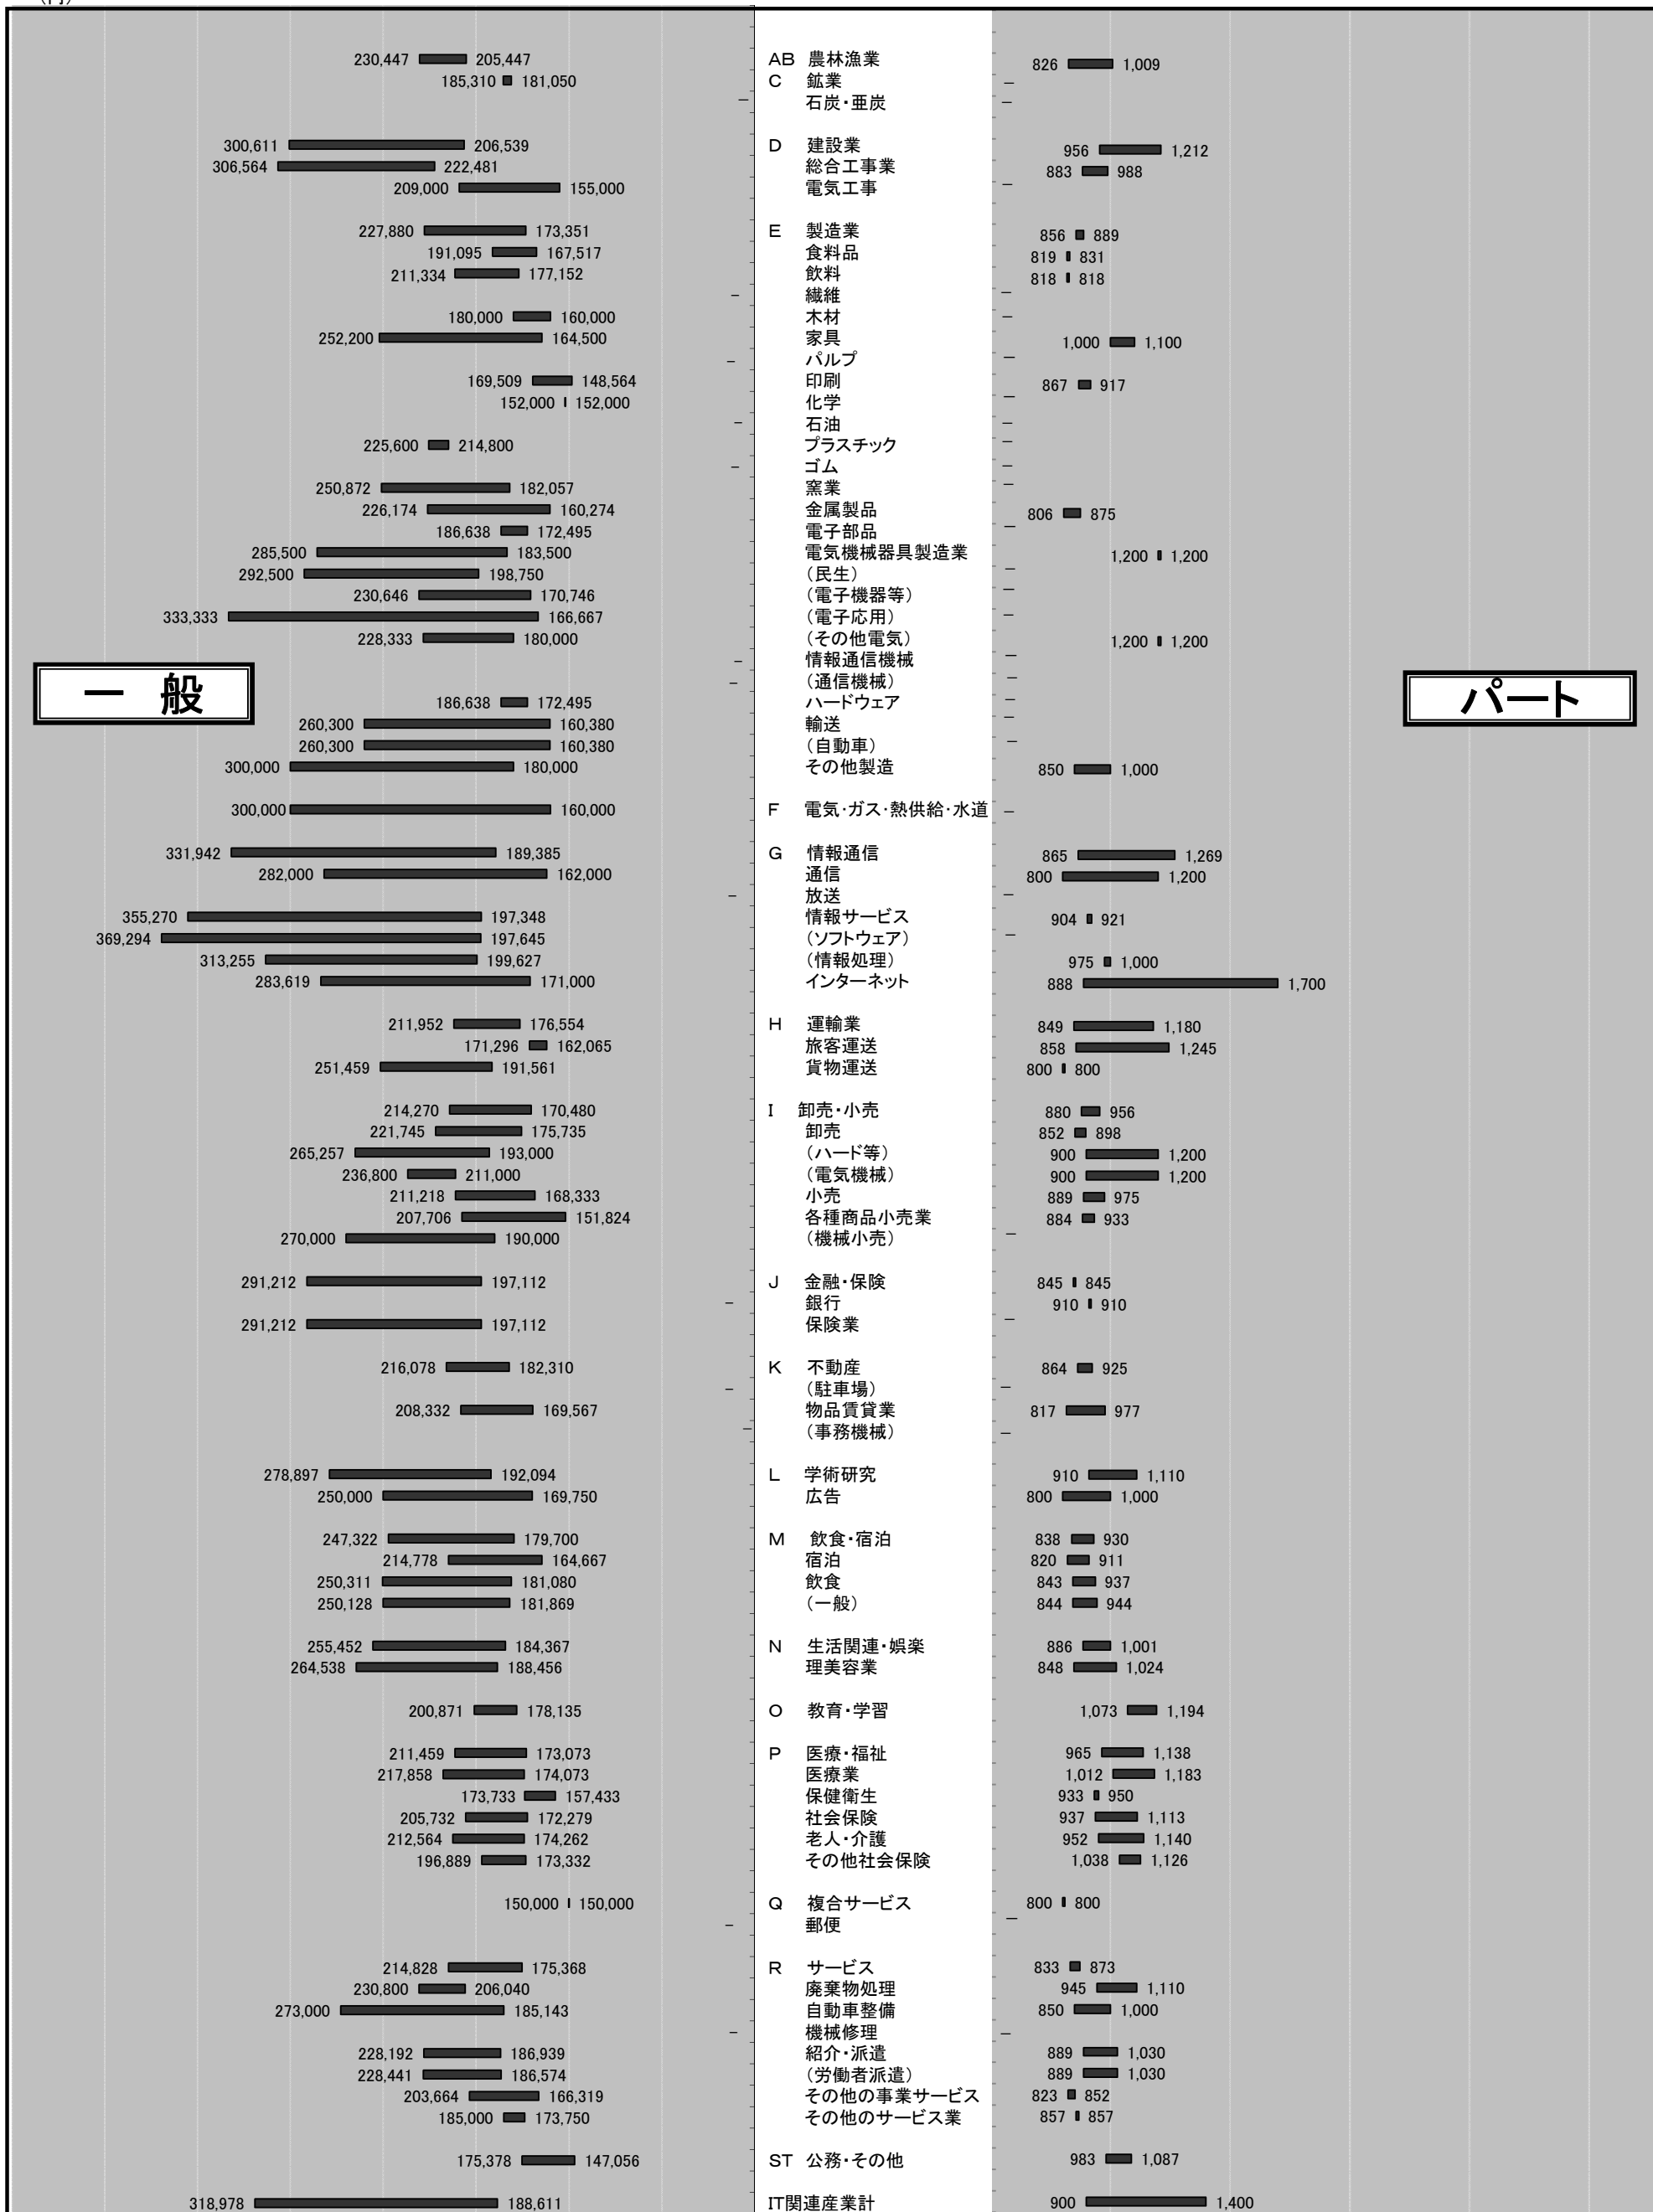 (円)
230,447 205,447 AB 農林漁業 826 1,009
185,310 181,050 C 鉱業 －
－ 石炭・亜炭 －
300,611 206,539 D 建設業 956 1,212
306,564 222,481 総合工事業 883 988
209,000 155,000 電気工事 －
227,880 173,351 E 製造業 856 889
191,095 167,517 食料品 819 831
211,334 177,152 飲料 818 818
－ 繊維 －
180,000 160,000 木材 －
252,200 164,500 家具 1,000 1,100
－ パルプ －
169,509 148,564 印刷 867 917
152,000 152,000 化学 －
－ 石油 －
225,600 214,800 プラスチック －
－ ゴム －
250,872 182,057 窯業 －
226,174 160,274 金属製品 806 875
186,638 172,495 電子部品 －
285,500 183,500 電気機械器具製造業 1,200 1,200
292,500 198,750 （民生） －
230,646 170,746 （電子機器等） －
333,333 166,667 （電子応用） －
228,333 180,000 （その他電気） 1,200 1,200
－ 情報通信機械 －
－ （通信機械） －
一 般
パート
186,638 172,495 ハードウェア －
260,300 160,380 輸送 －
260,300 160,380 （自動車） －
300,000 180,000 その他製造 850 1,000
300,000 160,000 F 電気・ガス・熱供給・水道 －
331,942 189,385 G 情報通信 865 1,269
282,000 162,000 通信 800 1,200
－ 放送 －
355,270 197,348 情報サービス 904 921
369,294 197,645 （ソフトウェア） －
313,255 199,627 （情報処理） 975 1,000
283,619 171,000 インターネット 888 1,700
211,952 176,554 H 運輸業 849 1,180
171,296 162,065 旅客運送 858 1,245
251,459 191,561 貨物運送 800 800
214,270 170,480 I 卸売・小売 880 956
221,745 175,735 卸売 852 898
265,257 193,000 （ハード等） 900 1,200
236,800 211,000 （電気機械） 900 1,200
211,218 168,333 小売 889 975
207,706 151,824 各種商品小売業 884 933
270,000 190,000 （機械小売） －
291,212 197,112 J 金融・保険 845 845
－ 銀行 910 910
291,212 197,112 保険業 －
216,078 182,310 K 不動産 864 925
－ （駐車場） －
208,332 169,567 物品賃貸業 817 977
－ （事務機械） －
278,897 192,094 L 学術研究 910 1,110
250,000 169,750 広告 800 1,000
247,322 179,700 M 飲食・宿泊 838 930
214,778 164,667 宿泊 820 911
250,311 181,080 飲食 843 937
250,128 181,869 （一般） 844 944
255,452 184,367 N 生活関連・娯楽 886 1,001
264,538 188,456 理美容業 848 1,024
200,871 178,135 O 教育・学習 1,073 1,194
211,459 173,073 P 医療・福祉 965 1,138
217,858 174,073 医療業 1,012 1,183
173,733 157,433 保健衛生 933 950
205,732 172,279 社会保険 937 1,113
212,564 174,262 老人・介護 952 1,140
196,889 173,332 その他社会保険 1,038 1,126
150,000 150,000 Q 複合サービス 800 800
－ 郵便 －
214,828 175,368 R サービス 833 873
230,800 206,040 廃棄物処理 945 1,110
273,000 185,143 自動車整備 850 1,000
－ 機械修理 －
228,192 186,939 紹介・派遣 889 1,030
228,441 186,574 （労働者派遣） 889 1,030
203,664 166,319 その他の事業サービス 823 852
185,000 173,750 その他のサービス業 857 857
175,378 147,056 ST 公務・その他 983 1,087
318,978 188,611 IT関連産業計 900 1,400